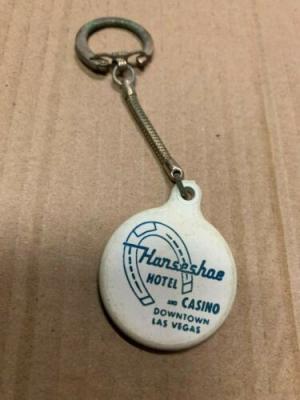 Horseshoe
HOTEL
AND CASINO
DOWNTOWN
LAS VEGAS